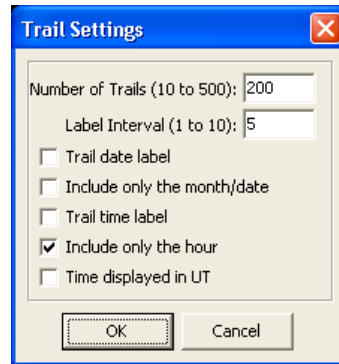 Trail Settings
Number of Trails (10 to 500): 200
Label Interval (1 to 10): 5
Trail date label
Include only the month/date
Trail time label
Include only the hour
Time displayed in UT
OK Cancel